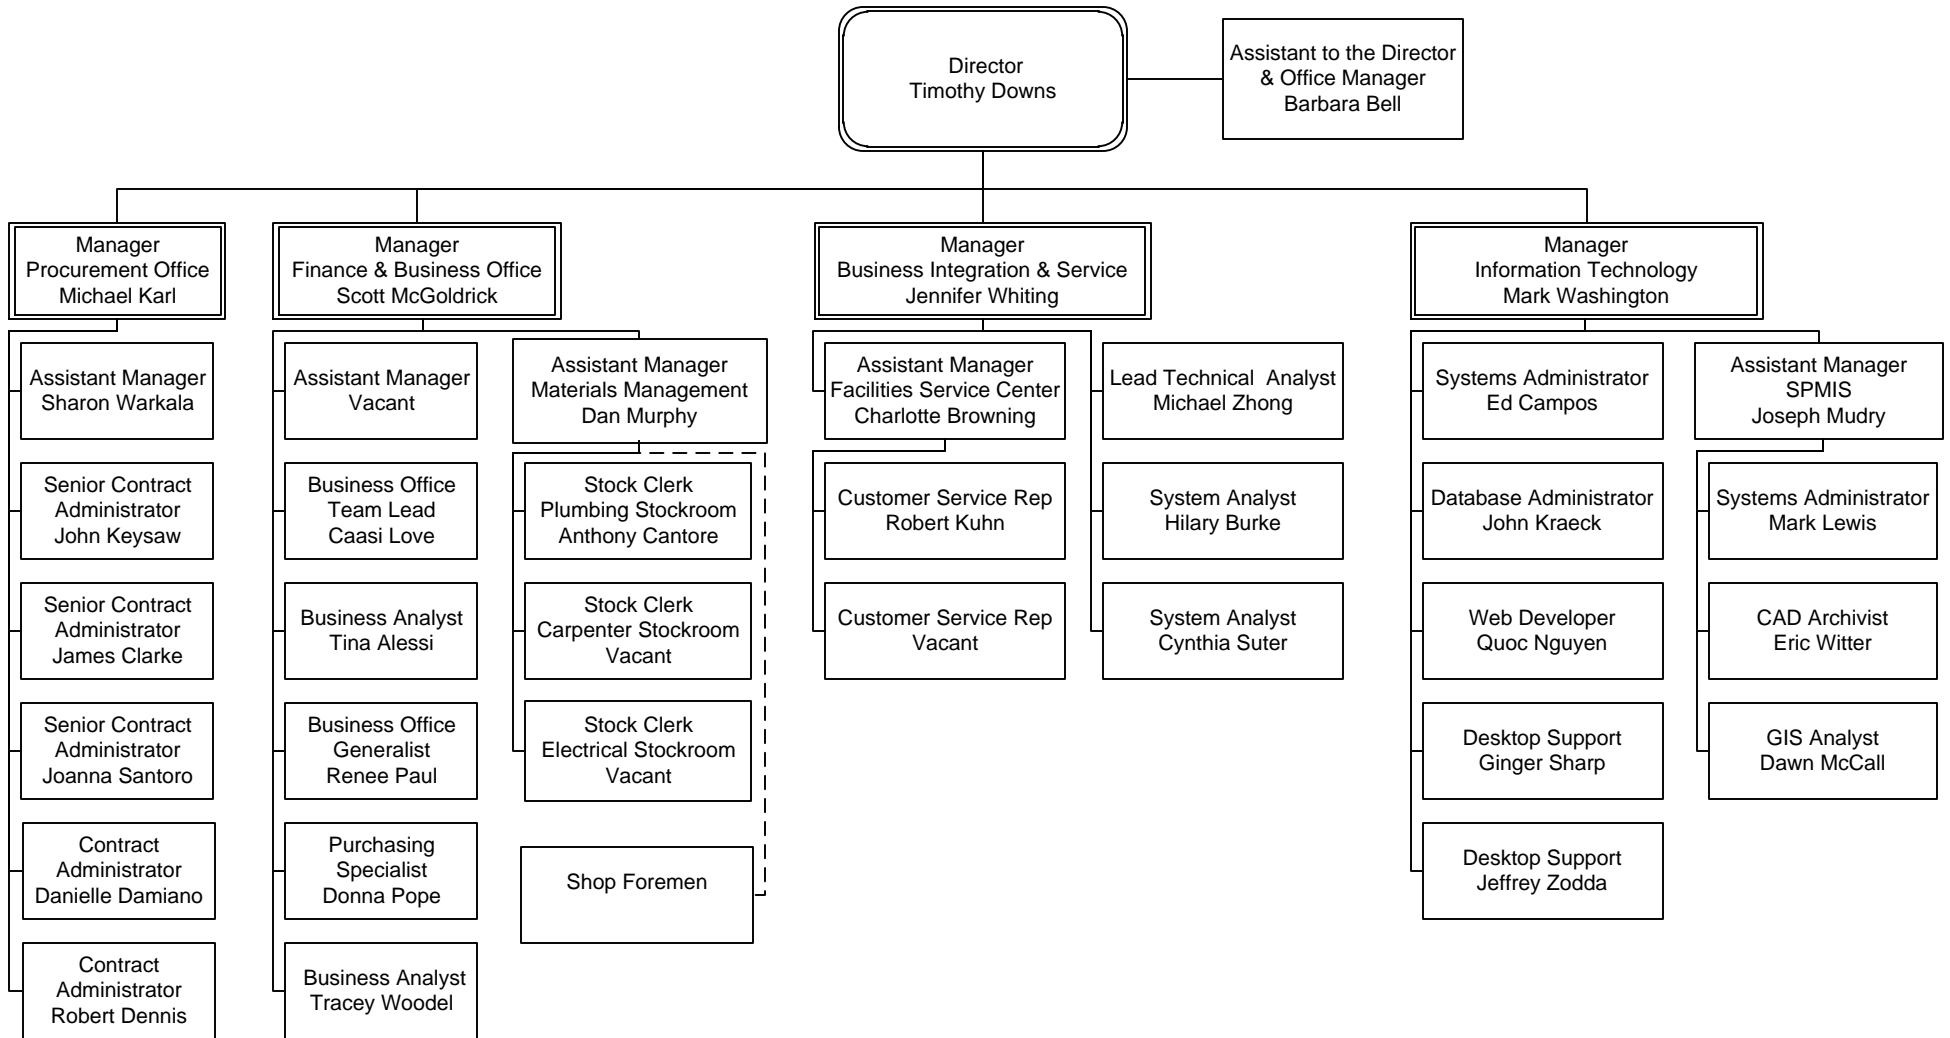 Director
Timothy Downs
Assistant to the Director
& Office Manager
Barbara Bell
Manager
Procurement Office
Michael Karl
Manager
Finance & Business Office
Scott McGoldrick
Manager
Business Integration & Service
Jennifer Whiting
Manager
Information Technology
Mark Washington
Assistant Manager
Sharon Warkala
Senior Contract
Administrator
John Keysaw
Senior Contract
Administrator
James Clarke
Senior Contract
Administrator
Joanna Santoro
Contract
Administrator
Danielle Damiano
Contract
Administrator
Robert Dennis
Assistant Manager
Vacant
Business Office
Team Lead
Caasi Love
Business Analyst
Tina Alessi
Business Office
Generalist
Renee Paul
Purchasing
Specialist
Donna Pope
Business Analyst
Tracey Woodel
Assistant Manager
Materials Management
Dan Murphy
Stock Clerk
Plumbing Stockroom
Anthony Cantore
Stock Clerk
Carpenter Stockroom
Vacant
Stock Clerk
Electrical Stockroom
Vacant
Shop Foremen
Assistant Manager
Facilities Service Center
Charlotte Browning
Customer Service Rep
Robert Kuhn
Customer Service Rep
Vacant
Lead Technical Analyst
Michael Zhong
System Analyst
Hilary Burke
System Analyst
Cynthia Suter
Systems Administrator
Ed Campos
Database Administrator
John Kraeck
Web Developer
Quoc Nguyen
Desktop Support
Ginger Sharp
Desktop Support
Jeffrey Zodda
Assistant Manager
SPMIS
Joseph Mudry
Systems Administrator
Mark Lewis
CAD Archivist
Eric Witter
GIS Analyst
Dawn McCall